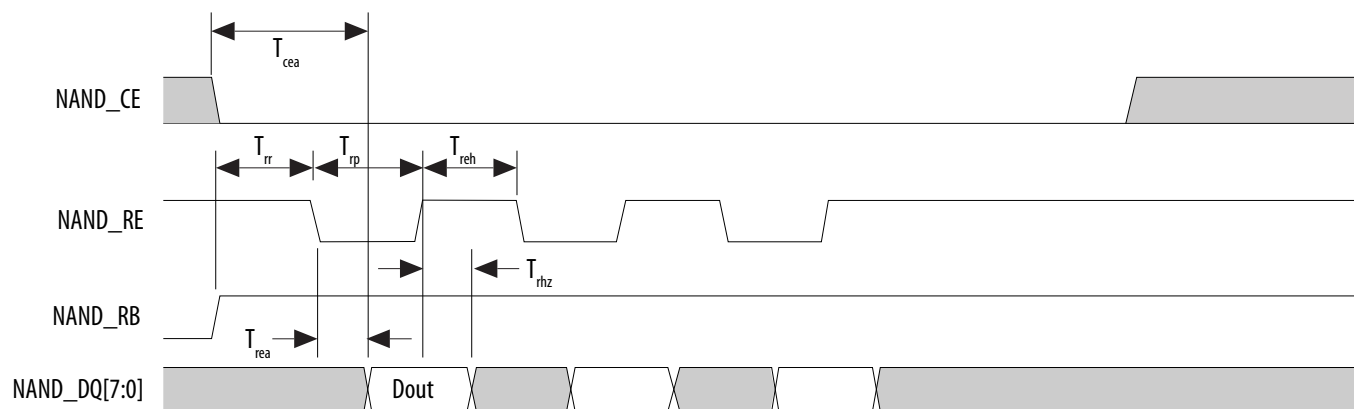 Tcea
NAND_CE
Trr
Trp
Treh
NAND_RE
Trhz
NAND_RB
Trea
NAND_DQ[7:0]
Dout